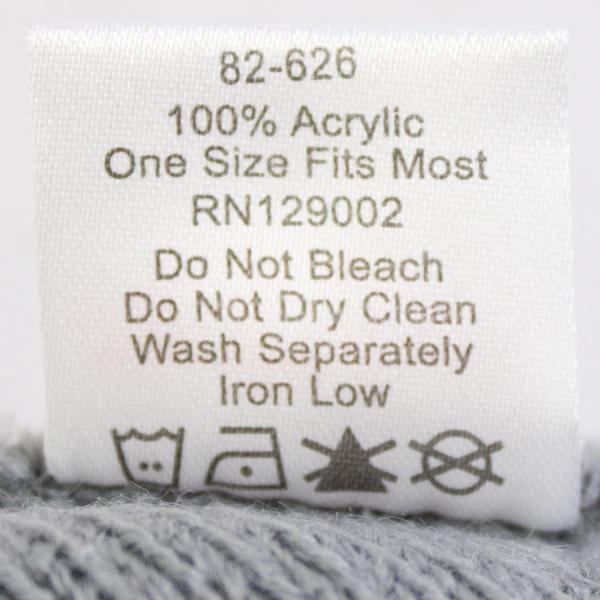 82-626
100% Acrylic
One Size Fits Most
RN129002
Do Not Bleach
Do Not Dry Clean
Wash Separately
Iron Low